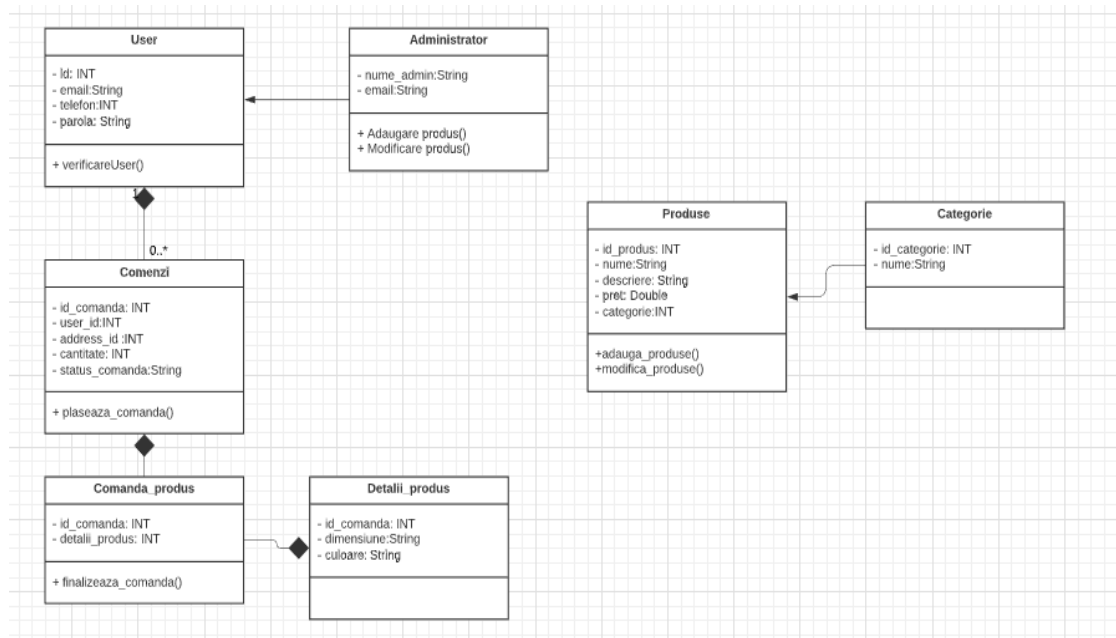 User
- Id: INT
- email:String
- telefon:INT
- parola: String
+ verificareUser()
Administrator
- nume_admin:String
- email:String
+ Adaugare produs()
+ Modificare produs()
1
0..*
Comenzi
- id_comanda: INT
- user_id:INT
- address_id :INT
- cantitate: INT
- status_comanda:String
+ plaseaza_comanda()
Produse
- id_produs: INT
- nume:String
- descriere: String
- pret: Double
- categorie:INT
+adauga_produse()
+modifica_produse()
Categorie
- id_categorie: INT
- nume:String
Comanda_produs
- id_comanda: INT
- detalii_produs: INT
+ finalizeaza_comanda()
Detalii_produs
- id_comanda: INT
- dimensiune:String
- culoare: String